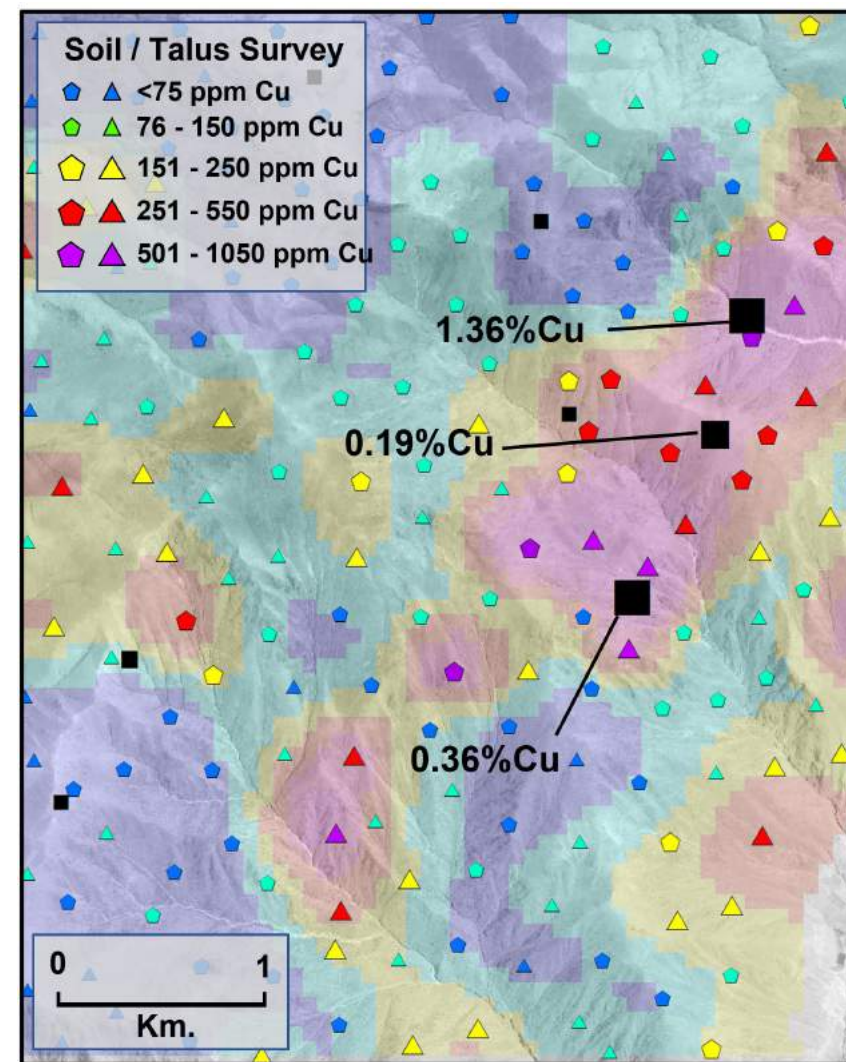 Soil / Talus Survey
<75 ppm Cu
76 - 150 ppm Cu
151 - 250 ppm Cu
251 - 550 ppm Cu
501 - 1050 ppm Cu
1.36%Cu
0.19%Cu
0.36%Cu
0 1
Km.